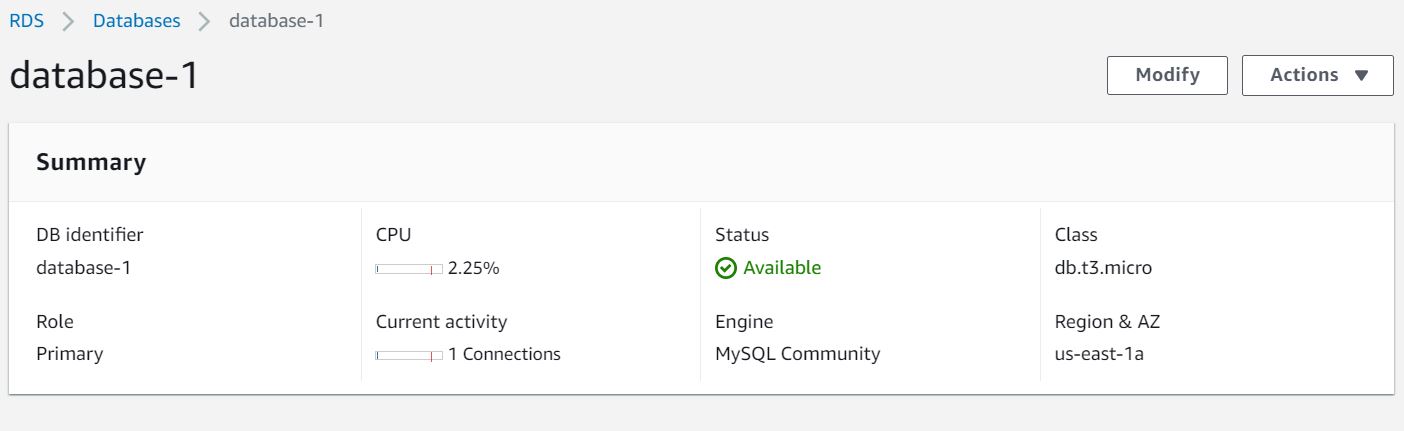 RDS Databases database-1
database-1
Modify Actions
Summary
DB identifier CPU Status Class
database-1 2.25% Available db.t3.micro
Role Current activity Engine Region & AZ
Primary 1 Connections MySQL Community us-east-1a